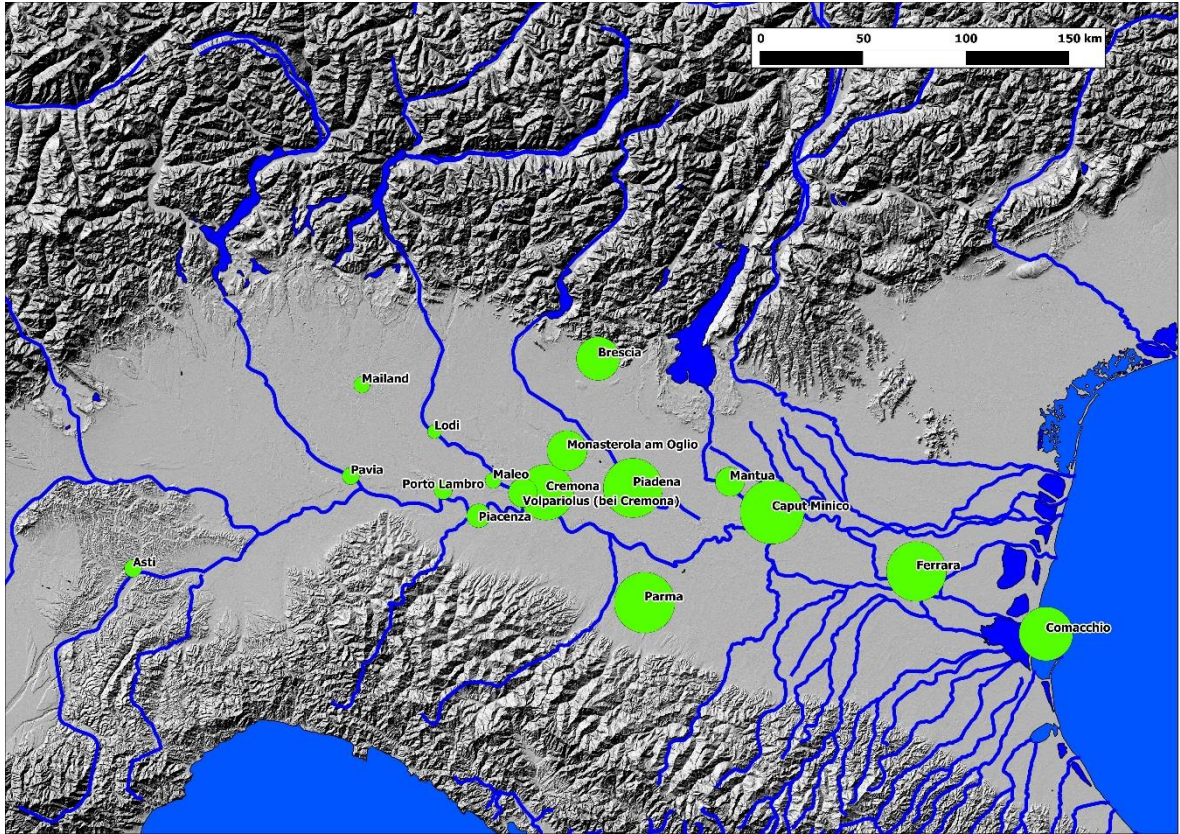 0 50 100 150 km
Brescia
Mailand
Lodi
Monasterola am Oglio
Pavia
Maleo
Mantua
Porto Lambro
Cremona
Piadena
Volpariolus (bei Cremona)
Caput Minico
Piacenza
Asti
Ferrara
Parma
Comacchio